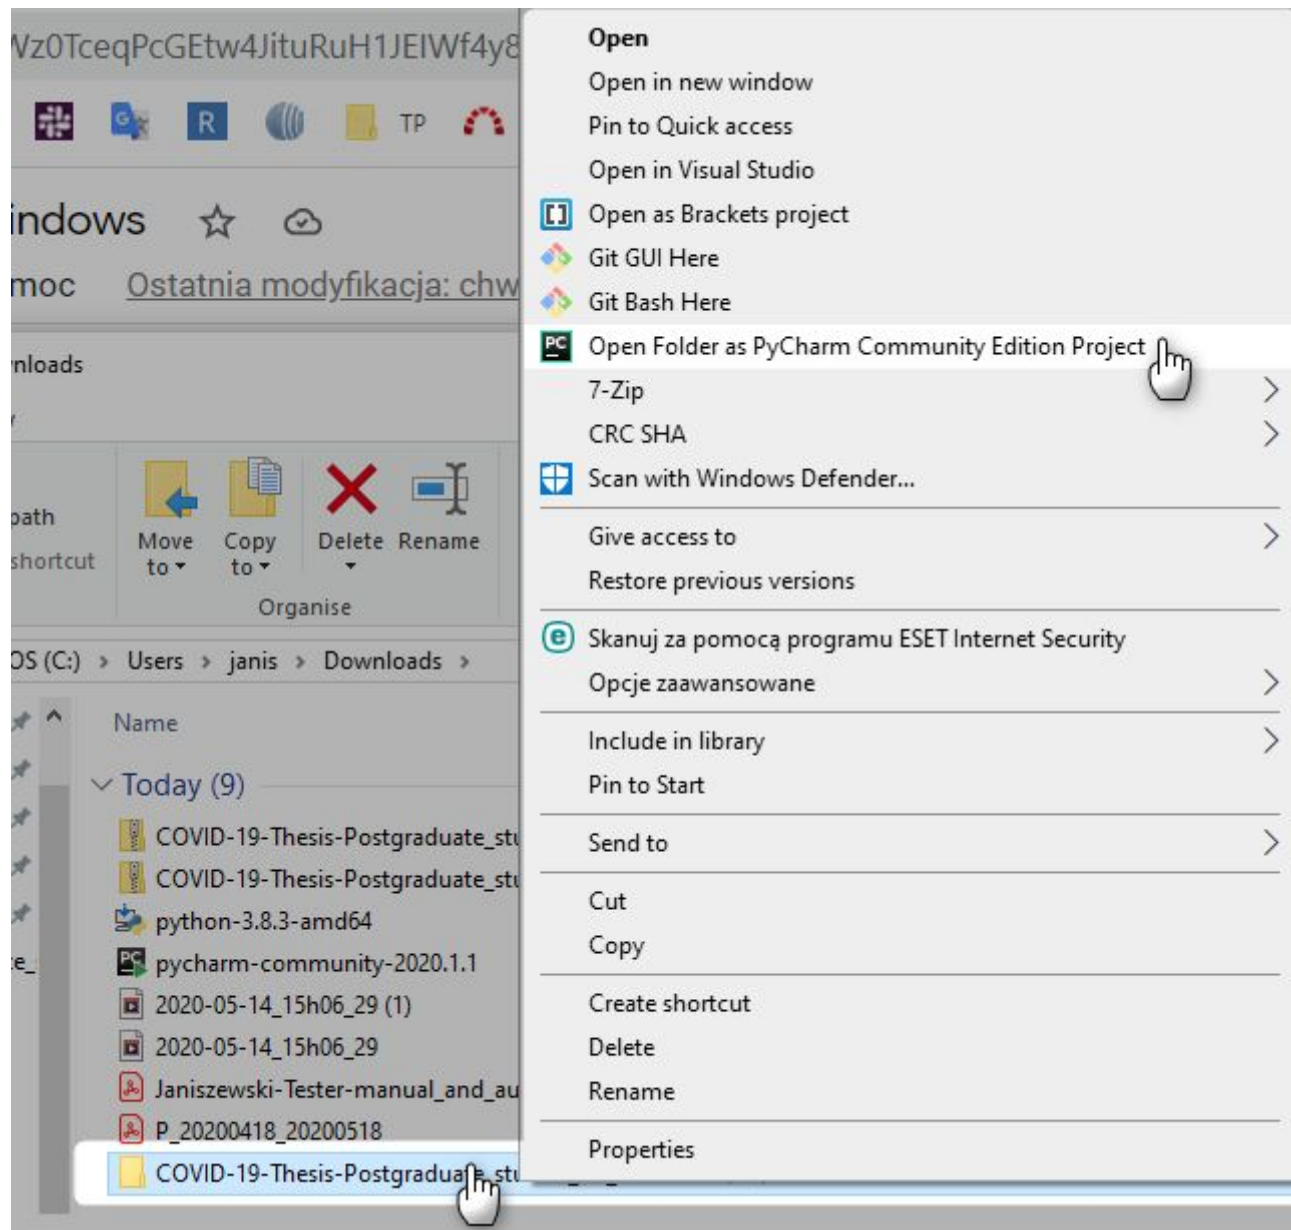 Vz0TceqPcGEtw4JituRuH1JEIWf4y8
R TP
indows
moc Ostatnia modyfikacja: chw
nloads
path
shortcut
Move to
Copy to
Delete
Rename
Organise
OS (C:) > Users > janis > Downloads >
Name
Today (9)
COVID-19-Thesis-Postgraduate_stu
COVID-19-Thesis-Postgraduate_stu
python-3.8.3-amd64
pycharm-community-2020.1.1
2020-05-14_15h06_29 (1)
2020-05-14_15h06_29
Janiszewski-Tester-manual_and_au
P_20200418_20200518
COVID-19-Thesis-Postgraduate_stu
Open
Open in new window
Pin to Quick access
Open in Visual Studio
Open as Brackets project
Git GUI Here
Git Bash Here
PC Open Folder as PyCharm Community Edition Project
7-Zip
CRC SHA
Scan with Windows Defender...
Give access to
Restore previous versions
Skanuj za pomocą programu ESET Internet Security
Opcje zaawansowane
Include in library
Pin to Start
Send to
Cut
Copy
Create shortcut
Delete
Rename
Properties